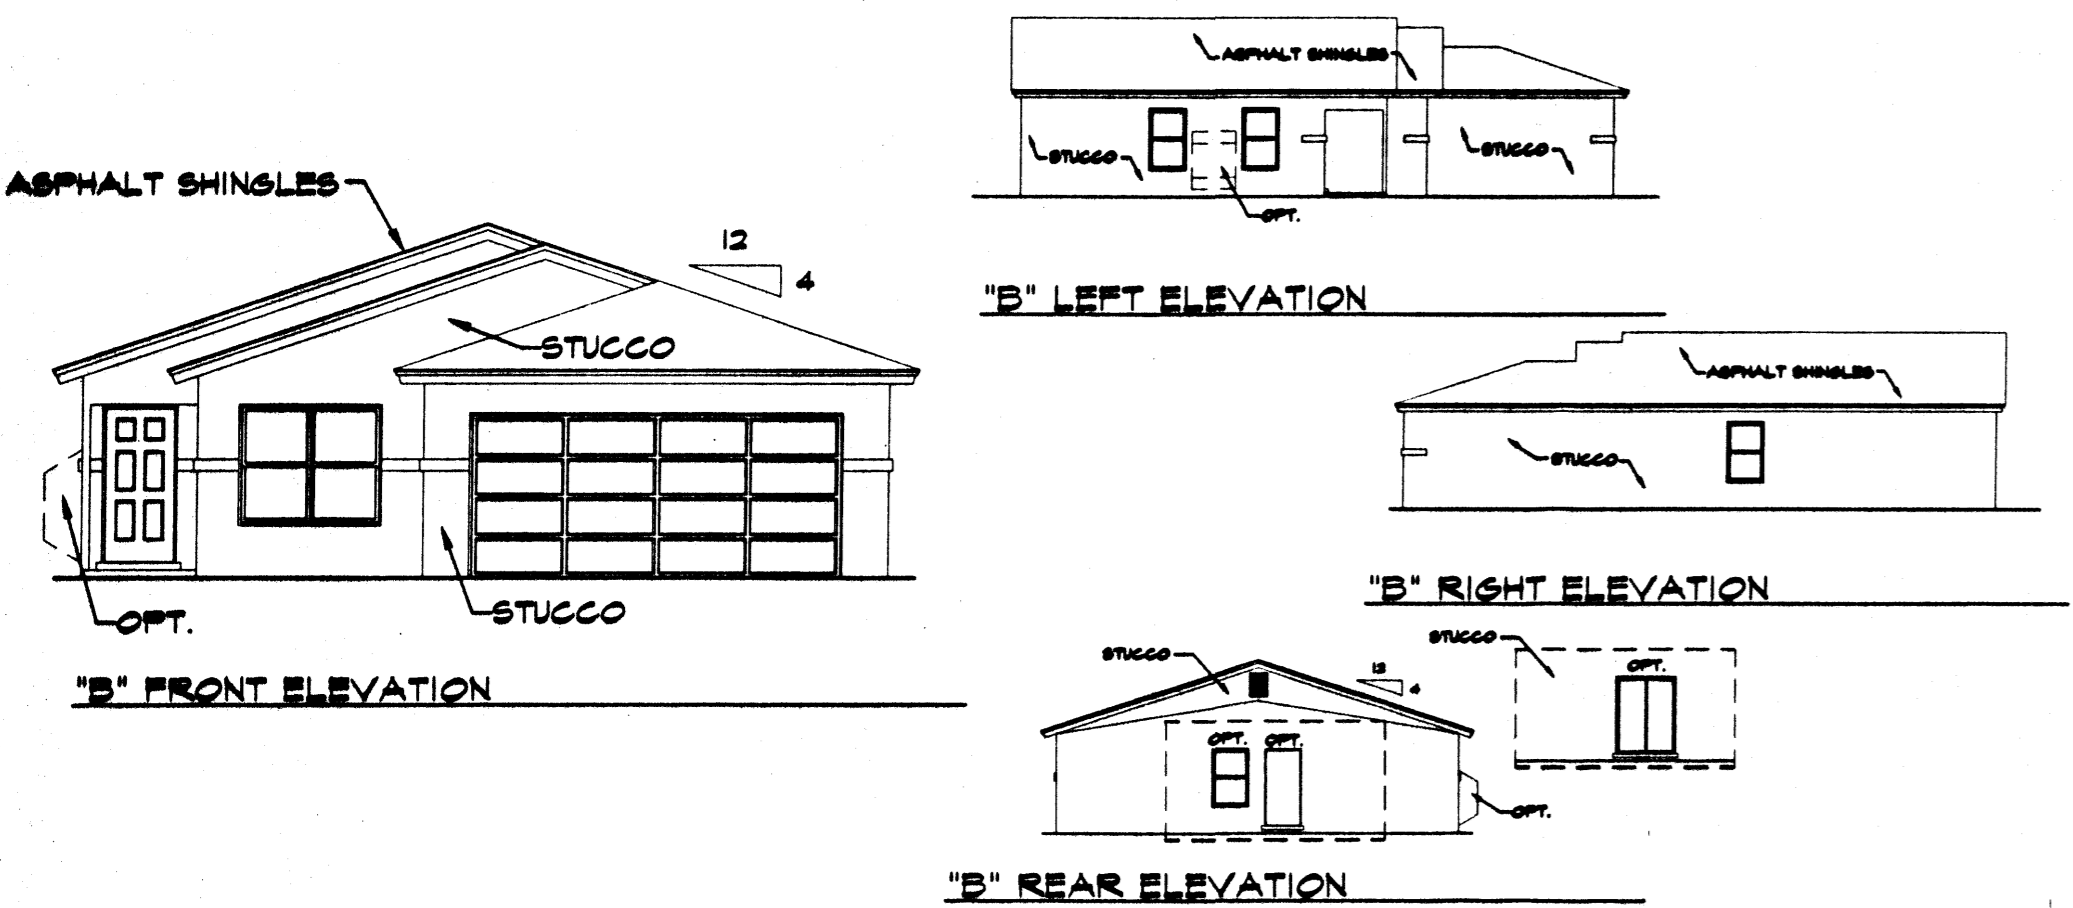 ASPHALT SHINGLES
12
4
STUCCO
STUCCO
OPT.
"B" FRONT ELEVATION
ASPHALT SHINGLES
STUCCO
STUCCO
OPT.
"B" LEFT ELEVATION
ASPHALT SHINGLES
STUCCO
"B" RIGHT ELEVATION
STUCCO
12
4
OPT. OPT.
OPT.
STUCCO
OPT.
"B" REAR ELEVATION